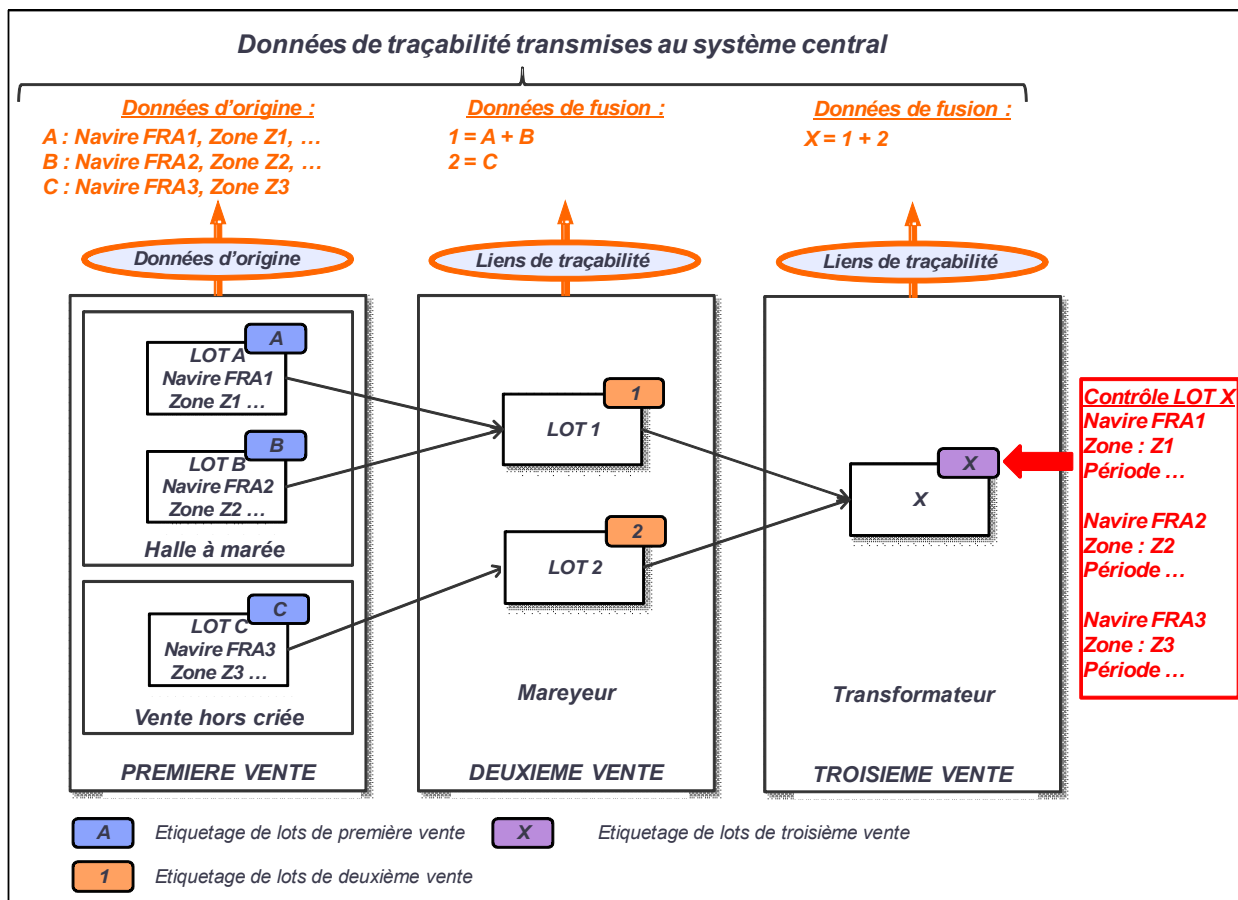 Données de traçabilité transmises au système central
Données d'origine :
A : Navire FRA1, Zone Z1, …
B : Navire FRA2, Zone Z2, …
C : Navire FRA3, Zone Z3
Données de fusion :
1 = A + B
2 = C
Données de fusion :
X = 1 + 2
Données d'origine
Liens de traçabilité
Liens de traçabilité
A
LOT A
Navire FRA1
Zone Z1 …
B
LOT B
Navire FRA2
Zone Z2 …
Halle à marée
C
LOT C
Navire FRA3
Zone Z3 …
Vente hors criée
PREMIERE VENTE
1
LOT 1
2
LOT 2
Mareyeur
DEUXIEME VENTE
X
X
Transformateur
TROISIEME VENTE
Contrôle LOT X
Navire FRA1
Zone : Z1
Période …
Navire FRA2
Zone : Z2
Période …
Navire FRA3
Zone : Z3
Période …
A Etiquetage de lots de première vente
X Etiquetage de lots de troisième vente
1 Etiquetage de lots de deuxième vente